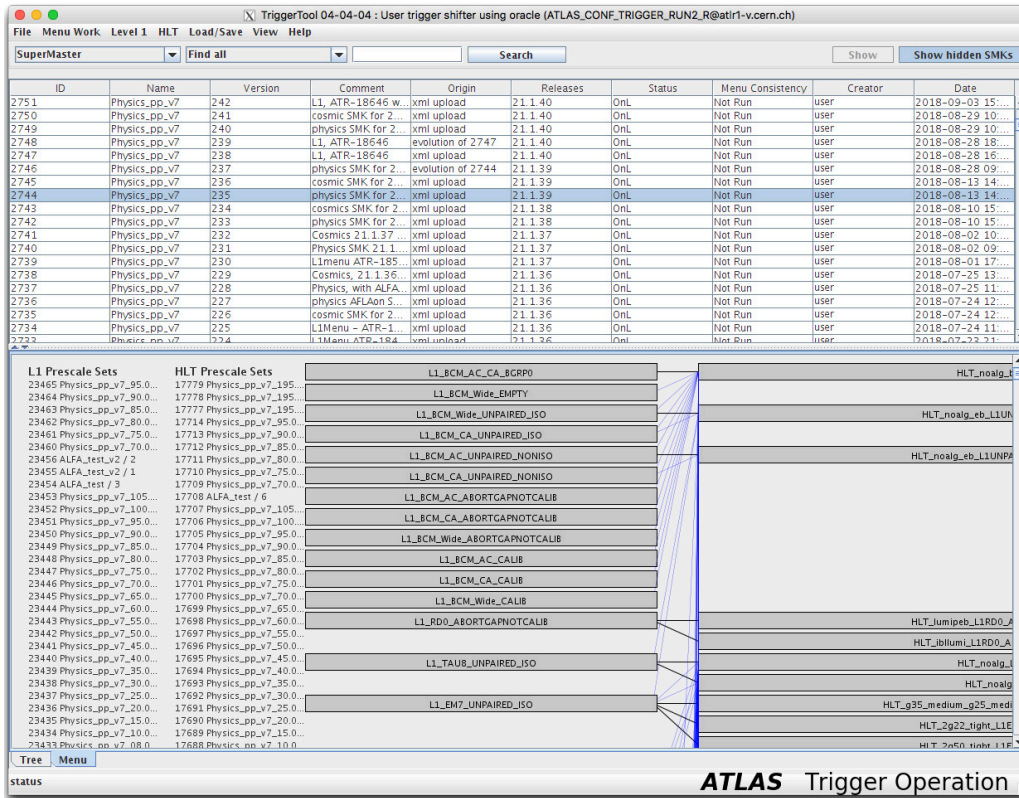 TriggerTool 04-04-04 : User trigger shifter using oracle (ATLAS_CONF_TRIGGER_RUN2_R@atlr1-v.cern.ch)
File Menu Work Level 1 HLT Load/Save View Help
SuperMaster Find all Search Show Show hidden SMKs
ID Name Version Comment Origin Releases Status Menu Consistency Creator Date
2751 Physics_pp_v7 242 L1, ATR-18646 w... xml upload 21.1.40 OnL Not Run user 2018-09-03 15:...
2750 Physics_pp_v7 241 cosmic SMK for 2... xml upload 21.1.40 OnL Not Run user 2018-08-29 10:...
2749 Physics_pp_v7 240 physics SMK for 2... xml upload 21.1.40 OnL Not Run user 2018-08-29 10:...
2748 Physics_pp_v7 239 L1, ATR-18646 evolution of 2747 21.1.40 OnL Not Run user 2018-08-28 18:...
2747 Physics_pp_v7 238 L1, ATR-18646 xml upload 21.1.40 OnL Not Run user 2018-08-28 16:...
2746 Physics_pp_v7 237 physics SMK for 2... evolution of 2744 21.1.39 OnL Not Run user 2018-08-28 09:...
2745 Physics_pp_v7 236 cosmic SMK for 2... xml upload 21.1.39 OnL Not Run user 2018-08-13 14:...
2744 Physics_pp_v7 235 physics SMK for 2... xml upload 21.1.39 OnL Not Run user 2018-08-13 14:...
2743 Physics_pp_v7 234 cosmics SMK for 2... xml upload 21.1.38 OnL Not Run user 2018-08-10 15:...
2742 Physics_pp_v7 233 physics SMK for 2... xml upload 21.1.38 OnL Not Run user 2018-08-10 15:...
2741 Physics_pp_v7 232 Cosmics 21.1.37 ... xml upload 21.1.37 OnL Not Run user 2018-08-02 10:...
2740 Physics_pp_v7 231 Physics SMK 21.1.... xml upload 21.1.37 OnL Not Run user 2018-08-02 09:...
2739 Physics_pp_v7 230 L1menu ATR-185... xml upload 21.1.37 OnL Not Run user 2018-08-01 17:...
2738 Physics_pp_v7 229 Cosmics, 21.1.36... xml upload 21.1.36 OnL Not Run user 2018-07-25 13:...
2737 Physics_pp_v7 228 Physics, with ALFA... xml upload 21.1.36 OnL Not Run user 2018-07-25 11:...
2736 Physics_pp_v7 227 physics AFLAon S... xml upload 21.1.36 OnL Not Run user 2018-07-24 12:...
2735 Physics_pp_v7 226 cosmic SMK for 2... xml upload 21.1.36 OnL Not Run user 2018-07-24 12:...
2734 Physics_pp_v7 225 L1Menu - ATR-1... xml upload 21.1.36 OnL Not Run user 2018-07-24 11:...
2733 Physics_pp_v7 224 L1Menu ATR-184... xml upload 21.1.36 OnL Not Run user 2018-07-23 21:...
L1 Prescale Sets
23465 Physics_pp_v7_95.0...
23464 Physics_pp_v7_90.0...
23463 Physics_pp_v7_85.0...
23462 Physics_pp_v7_80.0...
23461 Physics_pp_v7_75.0...
23460 Physics_pp_v7_70.0...
23456 ALFA_test_v2 / 2
23455 ALFA_test_v2 / 1
23454 ALFA_test / 3
23453 Physics_pp_v7_105....
23452 Physics_pp_v7_100....
23451 Physics_pp_v7_95.0...
23450 Physics_pp_v7_90.0...
23449 Physics_pp_v7_85.0...
23448 Physics_pp_v7_80.0...
23447 Physics_pp_v7_75.0...
23446 Physics_pp_v7_70.0...
23445 Physics_pp_v7_65.0...
23444 Physics_pp_v7_60.0...
23443 Physics_pp_v7_55.0...
23442 Physics_pp_v7_50.0...
23441 Physics_pp_v7_45.0...
23440 Physics_pp_v7_40.0...
23439 Physics_pp_v7_35.0...
23438 Physics_pp_v7_30.0...
23437 Physics_pp_v7_25.0...
23436 Physics_pp_v7_20.0...
23435 Physics_pp_v7_15.0...
23434 Physics_pp_v7_10.0...
23433 Physics_pp_v7_08.0
HLT Prescale Sets
17779 Physics_pp_v7_195...
17778 Physics_pp_v7_195...
17777 Physics_pp_v7_195...
17714 Physics_pp_v7_95.0...
17713 Physics_pp_v7_90.0...
17712 Physics_pp_v7_85.0...
17711 Physics_pp_v7_80.0...
17710 Physics_pp_v7_75.0...
17709 Physics_pp_v7_70.0...
17708 ALFA_test / 6
17707 Physics_pp_v7_105...
17706 Physics_pp_v7_100...
17705 Physics_pp_v7_95.0...
17704 Physics_pp_v7_90.0...
17703 Physics_pp_v7_85.0...
17702 Physics_pp_v7_80.0...
17701 Physics_pp_v7_75.0...
17700 Physics_pp_v7_70.0...
17699 Physics_pp_v7_65.0...
17698 Physics_pp_v7_60.0...
17697 Physics_pp_v7_55.0...
17696 Physics_pp_v7_50.0...
17695 Physics_pp_v7_45.0...
17694 Physics_pp_v7_40.0...
17693 Physics_pp_v7_35.0...
17692 Physics_pp_v7_30.0...
17691 Physics_pp_v7_25.0...
17690 Physics_pp_v7_20.0...
17689 Physics_pp_v7_15.0...
17688 Physics_pp_v7_10.0
L1_BCM_AC_CA_BGRP0
L1_BCM_Wide_EMPTY
L1_BCM_Wide_UNPAIRED_ISO
L1_BCM_CA_UNPAIRED_ISO
L1_BCM_AC_UNPAIRED_NONISO
L1_BCM_CA_UNPAIRED_NONISO
L1_BCM_AC_ABORTGAPNOTCALIB
L1_BCM_CA_ABORTGAPNOTCALIB
L1_BCM_Wide_ABORTGAPNOTCALIB
L1_BCM_AC_CALIB
L1_BCM_CA_CALIB
L1_BCM_Wide_CALIB
L1_RD0_ABORTGAPNOTCALIB
L1_TAU8_UNPAIRED_ISO
L1_EM7_UNPAIRED_ISO
HLT_noalg_
HLT_noalg_eb_L1UN
HLT_noalg_eb_L1UNPA
HLT_lumipeb_L1RD0_A
HLT_ibllumi_L1RD0_A
HLT_noalg_
HLT_noalg
HLT_g35_medium_g25_medi
HLT_2g22_tight_L1E
HLT_2g50_tight_L1E
Tree Menu
status
ATLAS Trigger Operation